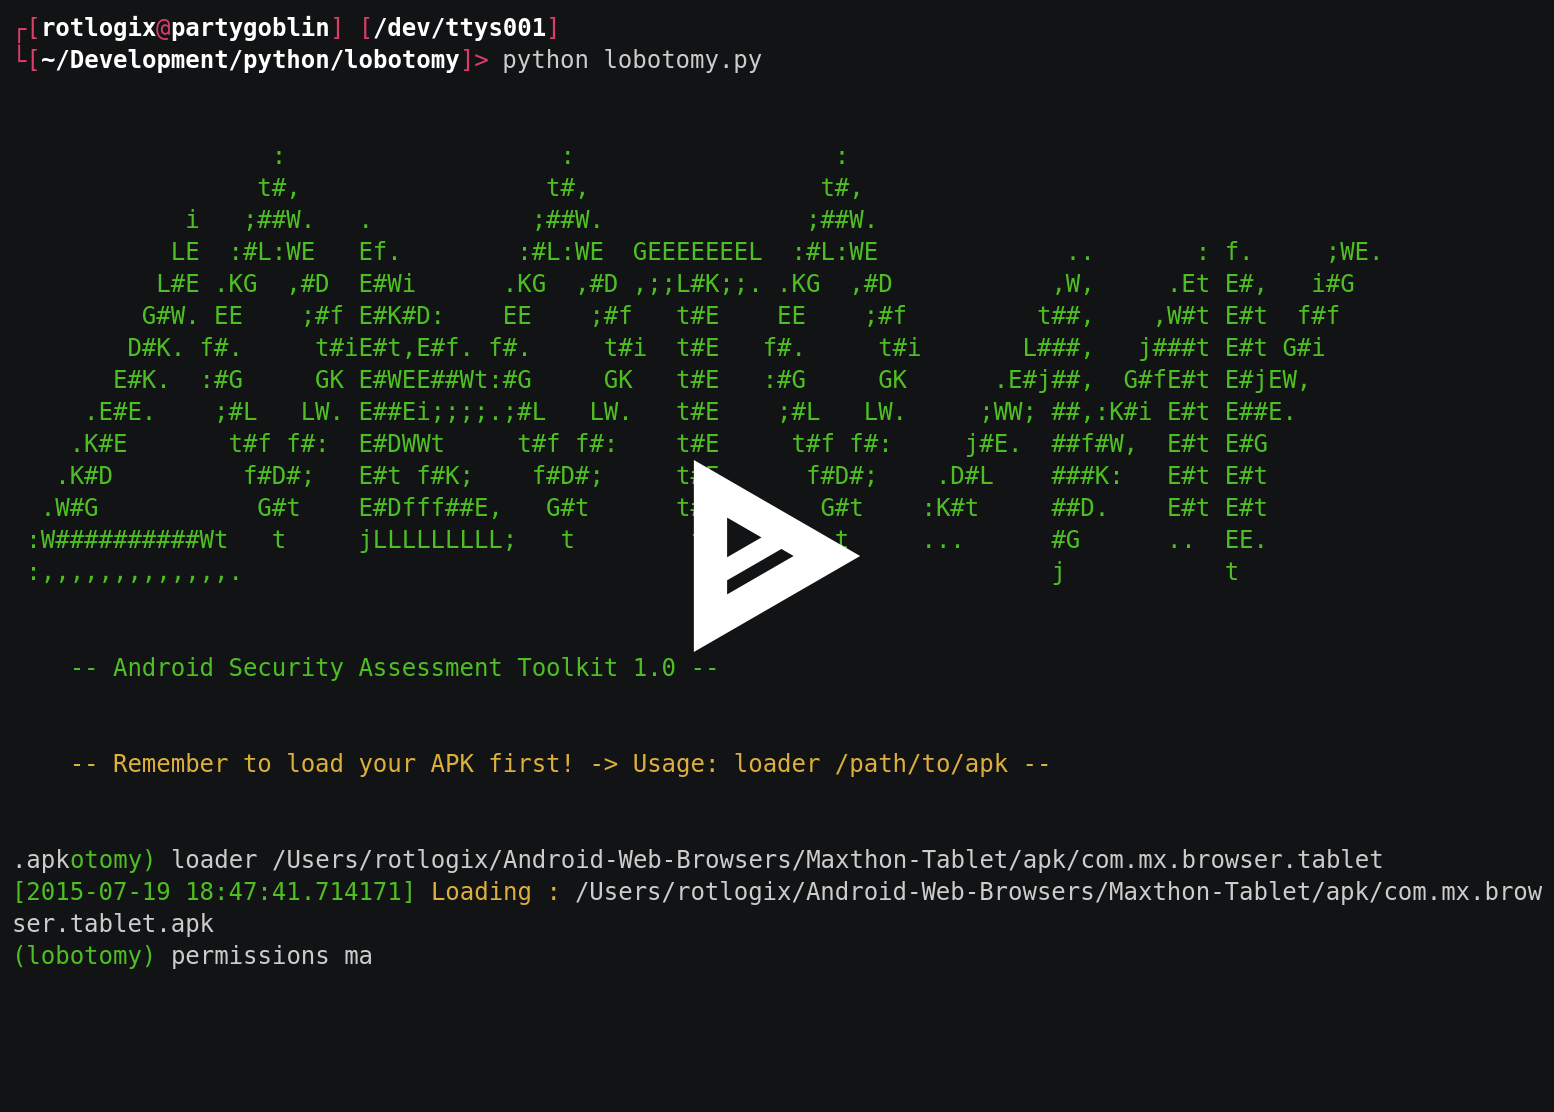 ┌[rotlogix@partygoblin] [/dev/ttys001]
└[~/Development/python/lobotomy]> python lobotomy.py
                  :                   :                  :
                 t#,                 t#,                t#,
            i   ;##W.   .           ;##W.              ;##W.
           LE  :#L:WE   Ef.        :#L:WE  GEEEEEEEL  :#L:WE             ..       : f.     ;WE.
          L#E .KG  ,#D  E#Wi      .KG  ,#D ,;;L#K;;. .KG  ,#D           ,W,     .Et E#,   i#G
         G#W. EE    ;#f E#K#D:    EE    ;#f   t#E    EE    ;#f         t##,    ,W#t E#t  f#f
        D#K. f#.     t#iE#t,E#f. f#.     t#i  t#E   f#.     t#i       L###,   j###t E#t G#i
       E#K.  :#G     GK E#WEE##Wt:#G     GK   t#E   :#G     GK      .E#j##,  G#fE#t E#jEW,
     .E#E.    ;#L   LW. E##Ei;;;;.;#L   LW.   t#E    ;#L   LW.     ;WW; ##,:K#i E#t E##E.
    .K#E       t#f f#:  E#DWWt     t#f f#:    t#E     t#f f#:     j#E.  ##f#W,  E#t E#G
   .K#D         f#D#;   E#t f#K;    f#D#;     t#E      f#D#;    .D#L    ###K:   E#t E#t
  .W#G           G#t    E#Dfff##E,   G#t      t#       G#t    :K#t     ##D.    E#t E#t
 :W##########Wt   t     jLLLLLLLLL;   t                 t     ...      #G      ..  EE.
 :,,,,,,,,,,,,,.                                                        j           t
-- Android Security Assessment Toolkit 1.0 --
-- Remember to load your APK first! -> Usage: loader /path/to/apk --
.apkotomy) loader /Users/rotlogix/Android-Web-Browsers/Maxthon-Tablet/apk/com.mx.browser.tablet
[2015-07-19 18:47:41.714171] Loading : /Users/rotlogix/Android-Web-Browsers/Maxthon-Tablet/apk/com.mx.brow
ser.tablet.apk
(lobotomy) permissions ma